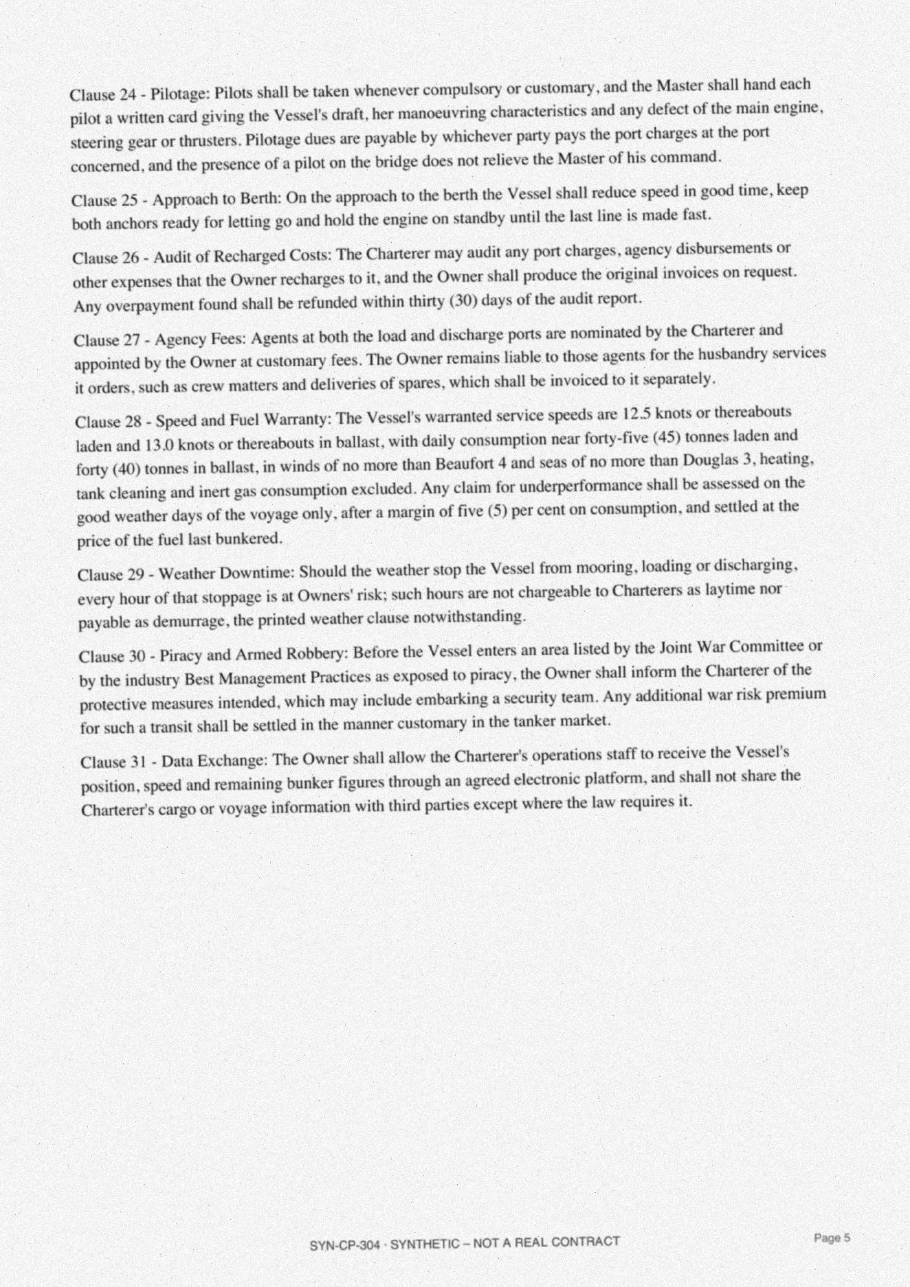 Clause 24 - Pilotage: Pilots shall be taken whenever compulsory or customary, and the Master shall hand each
pilot a written card giving the Vessel's draft, her manoeuvring characteristics and any defect of the main engine,
steering gear or thrusters. Pilotage dues are payable by whichever party pays the port charges at the port
concerned, and the presence of a pilot on the bridge does not relieve the Master of his command.
Clause 25 - Approach to Berth: On the approach to the berth the Vessel shall reduce speed in good time, keep
both anchors ready for letting go and hold the engine on standby until the last line is made fast.
Clause 26 - Audit of Recharged Costs: The Charterer may audit any port charges, agency disbursements or
other expenses that the Owner recharges to it, and the Owner shall produce the original invoices on request.
Any overpayment found shall be refunded within thirty (30) days of the audit report.
Clause 27 - Agency Fees: Agents at both the load and discharge ports are nominated by the Charterer and
appointed by the Owner at customary fees. The Owner remains liable to those agents for the husbandry services
it orders, such as crew matters and deliveries of spares, which shall be invoiced to it separately.
Clause 28 - Speed and Fuel Warranty: The Vessel's warranted service speeds are 12.5 knots or thereabouts
laden and 13.0 knots or thereabouts in ballast, with daily consumption near forty-five (45) tonnes laden and
forty (40) tonnes in ballast, in winds of no more than Beaufort 4 and seas of no more than Douglas 3, heating,
tank cleaning and inert gas consumption excluded. Any claim for underperformance shall be assessed on the
good weather days of the voyage only, after a margin of five (5) per cent on consumption, and settled at the
price of the fuel last bunkered.
Clause 29 - Weather Downtime: Should the weather stop the Vessel from mooring, loading or discharging,
every hour of that stoppage is at Owners' risk; such hours are not chargeable to Charterers as laytime nor
payable as demurrage, the printed weather clause notwithstanding.
Clause 30 - Piracy and Armed Robbery: Before the Vessel enters an area listed by the Joint War Committee or
by the industry Best Management Practices as exposed to piracy, the Owner shall inform the Charterer of the
protective measures intended, which may include embarking a security team. Any additional war risk premium
for such a transit shall be settled in the manner customary in the tanker market.
Clause 31 - Data Exchange: The Owner shall allow the Charterer's operations staff to receive the Vessel's
position, speed and remaining bunker figures through an agreed electronic platform, and shall not share the
Charterer's cargo or voyage information with third parties except where the law requires it.
SYN-CP-304 · SYNTHETIC – NOT A REAL CONTRACT
Page 5